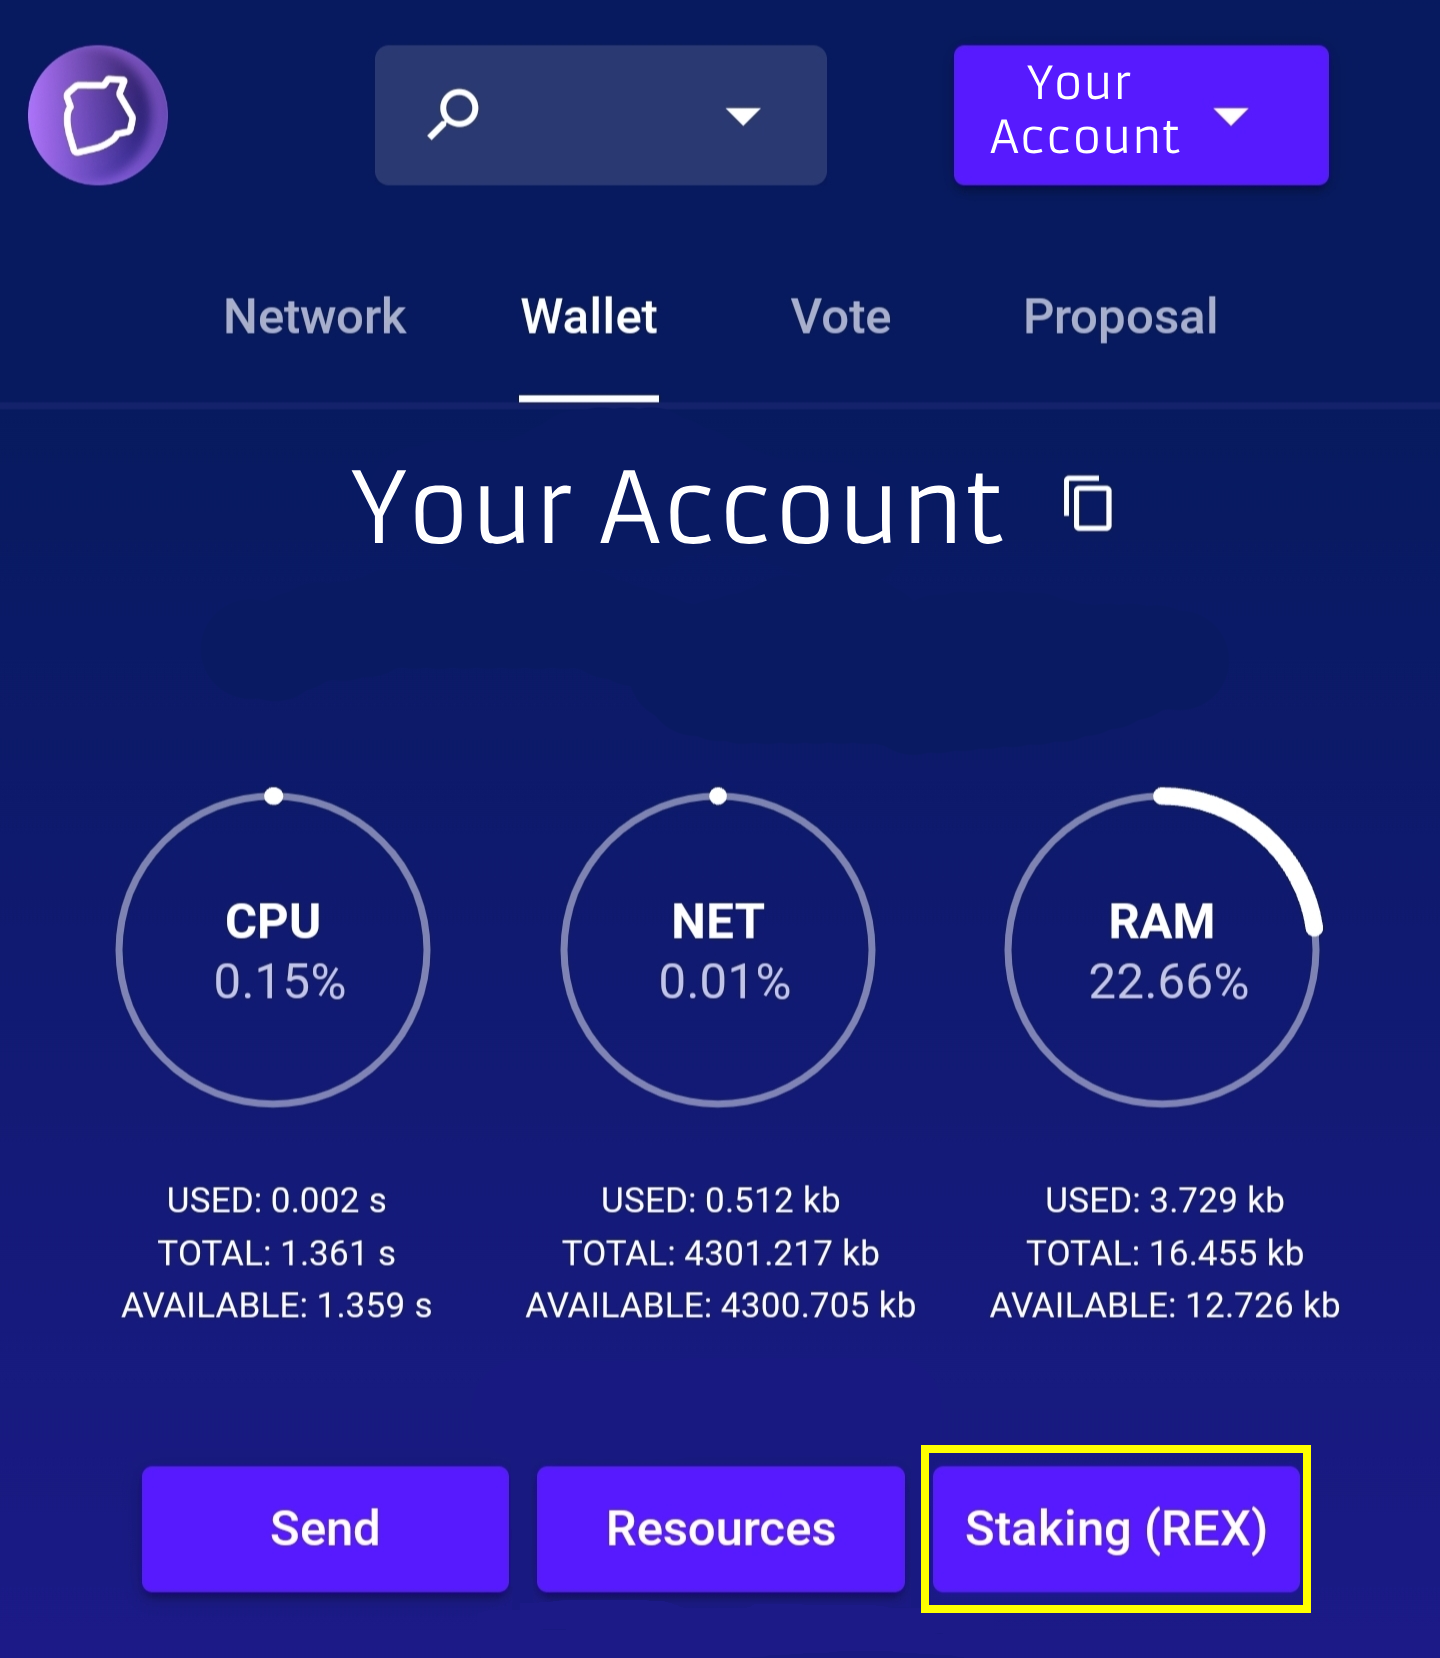 Your
Account
Network Wallet Vote Proposal
Your Account
CPU
0.15%
NET
0.01%
RAM
22.66%
USED: 0.002 s
TOTAL: 1.361 s
AVAILABLE: 1.359 s
USED: 0.512 kb
TOTAL: 4301.217 kb
AVAILABLE: 4300.705 kb
USED: 3.729 kb
TOTAL: 16.455 kb
AVAILABLE: 12.726 kb
Send Resources Staking (REX)